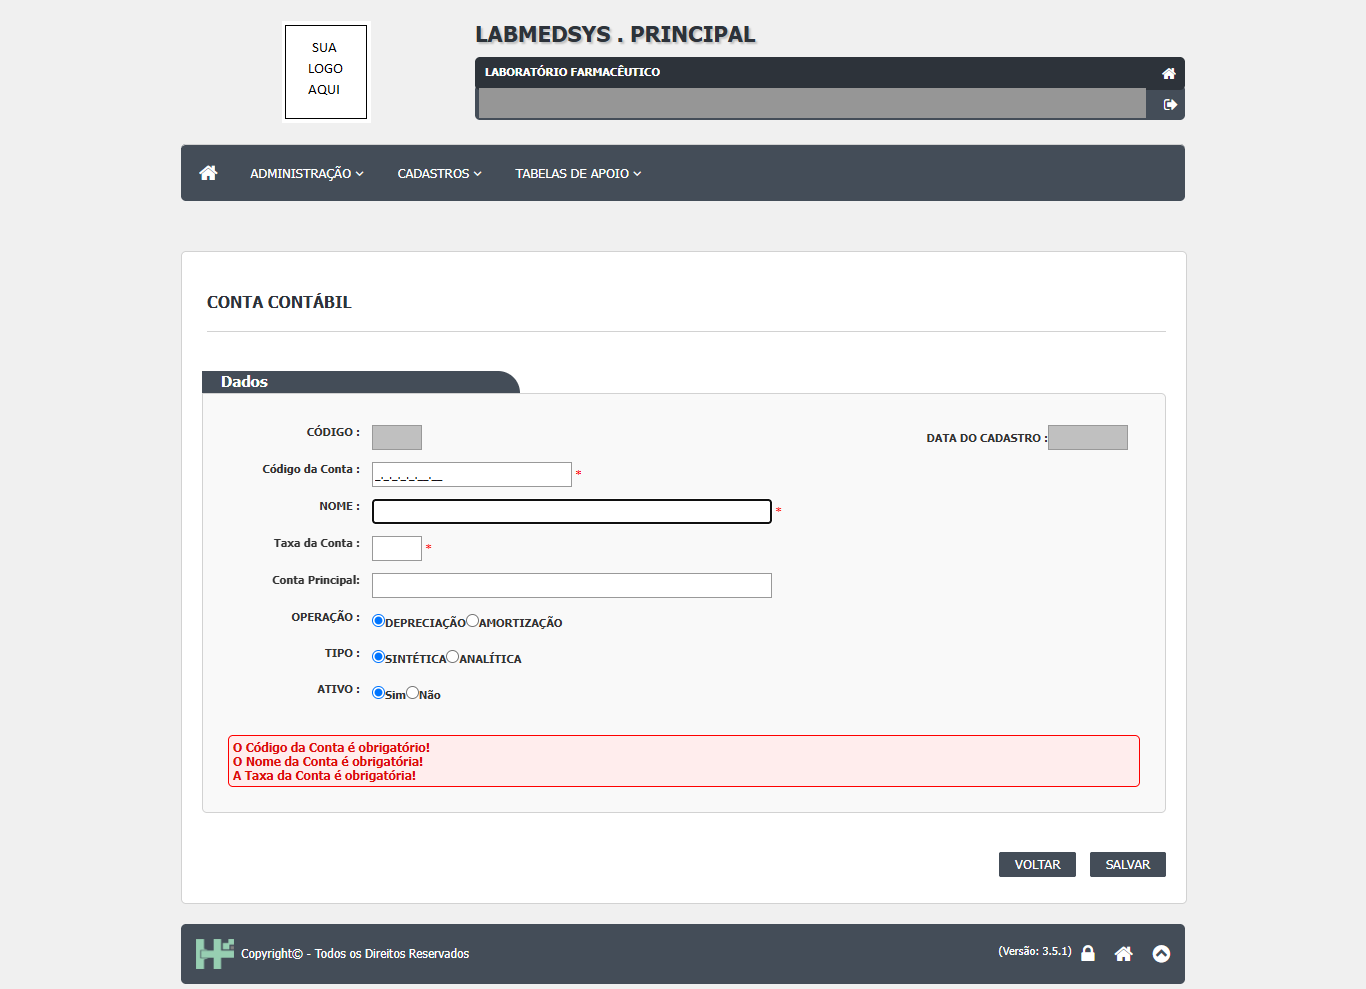 SUA
LOGO
AQUI
LABMEDSYS . PRINCIPAL
LABORATÓRIO FARMACÊUTICO
ADMINISTRAÇÃO CADASTROS TABELAS DE APOIO
CONTA CONTÁBIL
Dados
CÓDIGO : DATA DO CADASTRO :
Código da Conta : _._._._._.__.__ *
NOME : *
Taxa da Conta : *
Conta Principal:
OPERAÇÃO : DEPRECIAÇÃO AMORTIZAÇÃO
TIPO : SINTÉTICA ANALÍTICA
ATIVO : Sim Não
O Código da Conta é obrigatório!
O Nome da Conta é obrigatória!
A Taxa da Conta é obrigatória!
VOLTAR SALVAR
Copyright© - Todos os Direitos Reservados (Versão: 3.5.1)